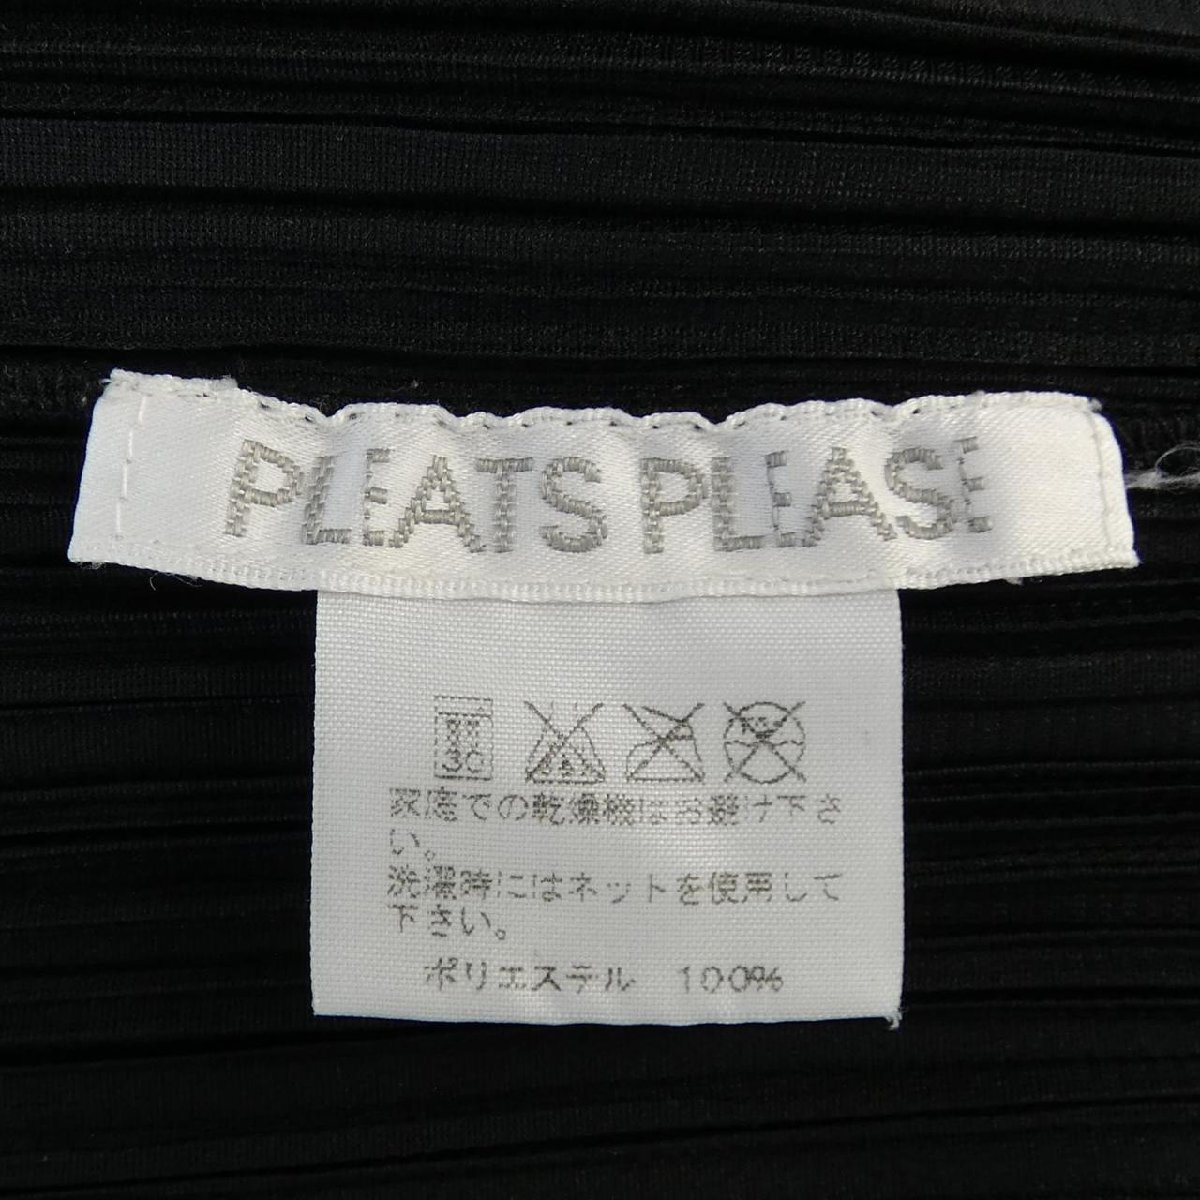 PLEATS PLEASE
30
家庭での乾燥機はお避け下さ
い。
洗濯時にはネットを使用して
下さい。
ポリエステル 100%